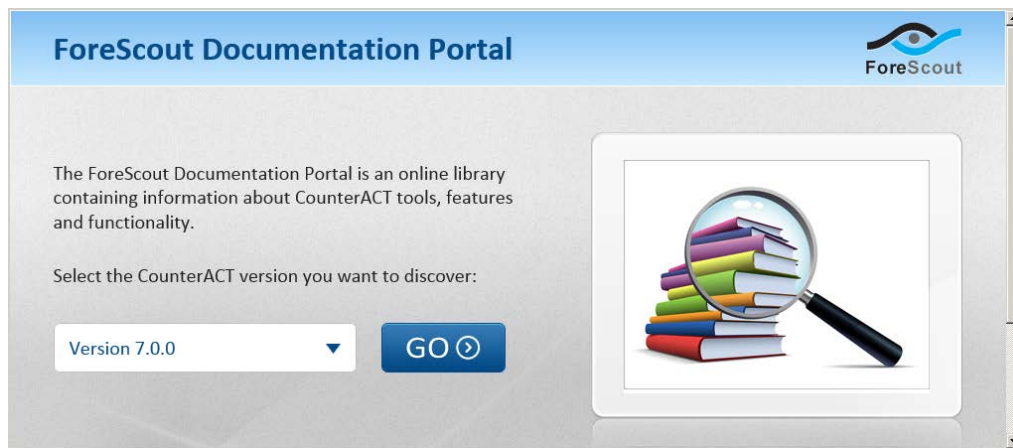 ForeScout Documentation Portal
ForeScout
The ForeScout Documentation Portal is an online library
containing information about CounterACT tools, features
and functionality.
Select the CounterACT version you want to discover:
Version 7.0.0
GO